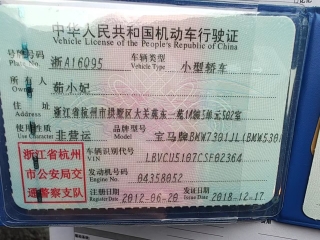 中华人民共和国机动车行驶证
Vehicle License of the People's Republic of China
号牌号码 浙A16Q95 车辆类型 小型轿车
Plate No. Vehicle Type
所有人 茹小妃
Owner
住址 浙江省杭州市拱墅区大关苑东一苑14幢5单元502室
Address
使用性质 非营运 品牌型号 宝马牌BMW7301JL(BMW530
Use Character Model
浙江省杭州市公安局交通警察支队
车辆识别代号 LBVCU5107CSF02364
VIN
发动机号码 04358052
Engine No.
注册日期 2012-06-20 发证日期 2018-12-17
Register Date Issue Date